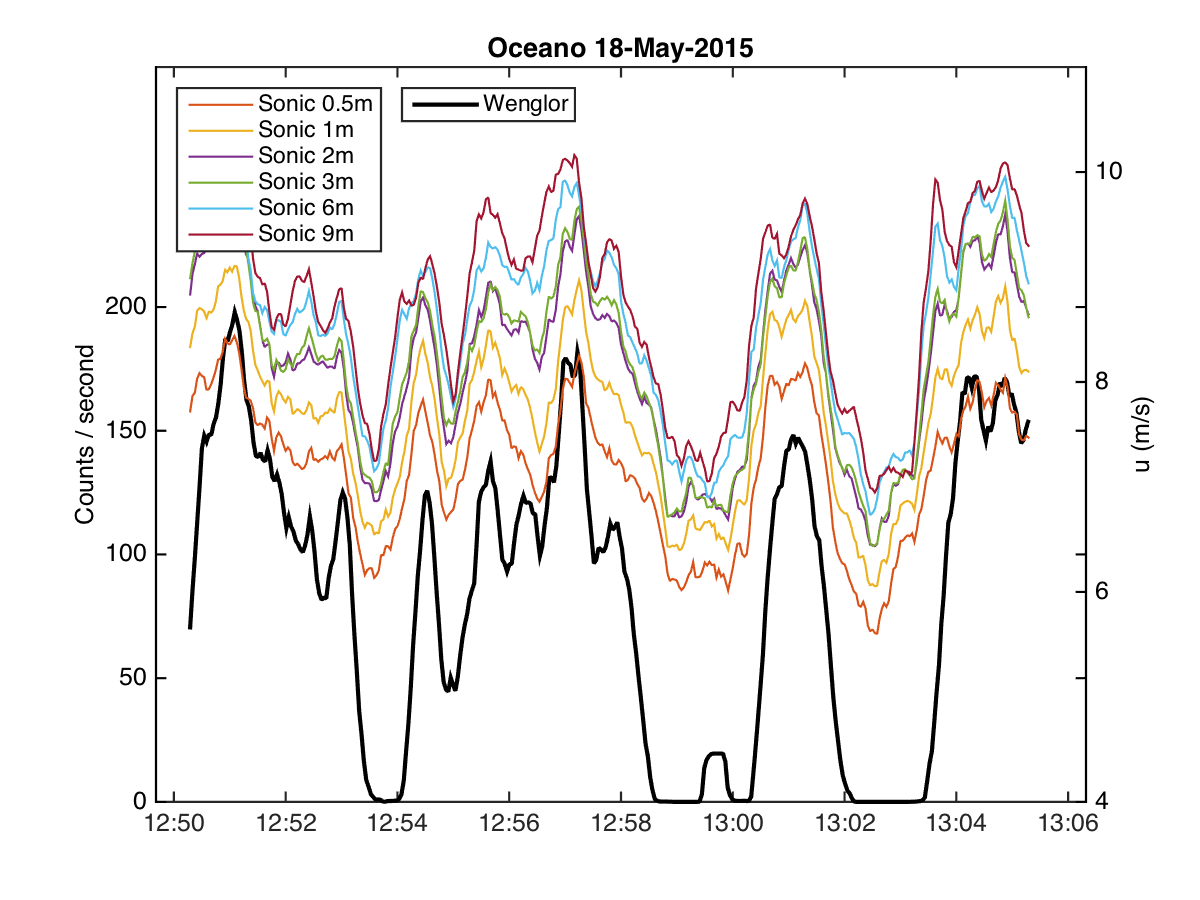 Oceano 18-May-2015
Sonic 0.5m
Sonic 1m
Sonic 2m
Sonic 3m
Sonic 6m
Sonic 9m
Wenglor
Counts / second
200
150
100
50
0
10
8
6
4
u (m/s)
12:50 12:52 12:54 12:56 12:58 13:00 13:02 13:04 13:06